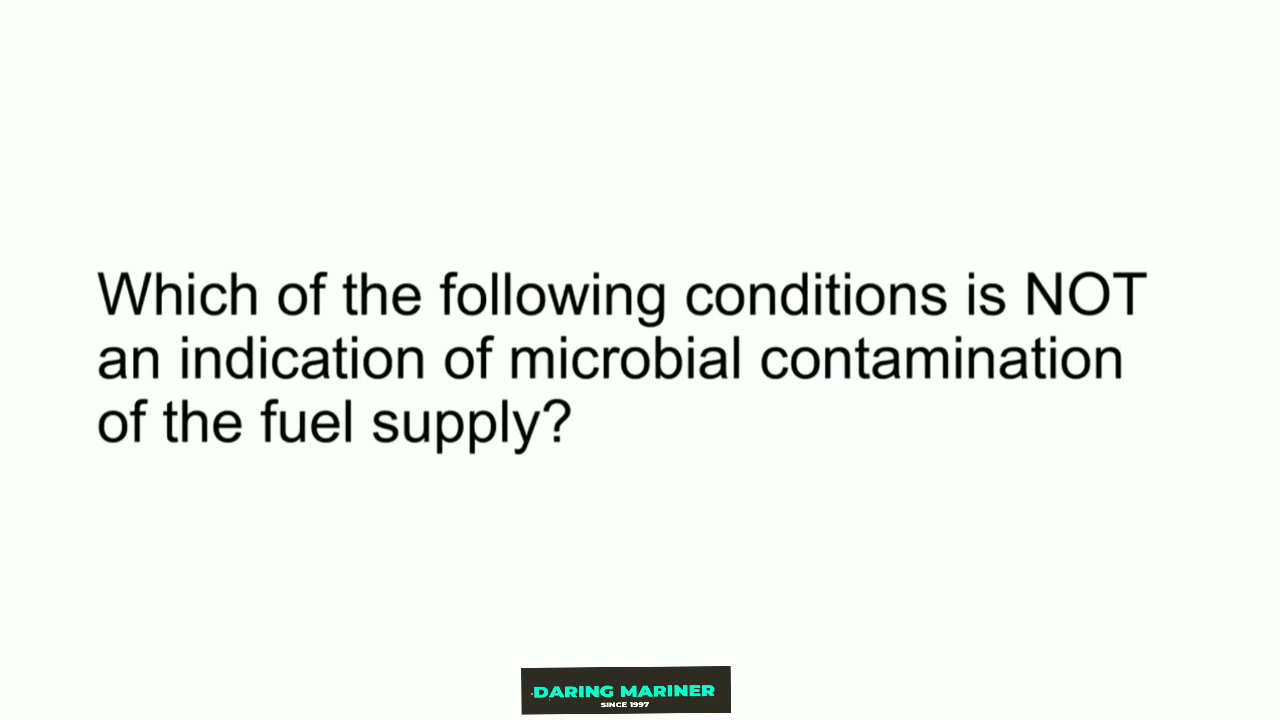 Which of the following conditions is NOT
an indication of microbial contamination
of the fuel supply?
DARING MARINER
SINCE 1997